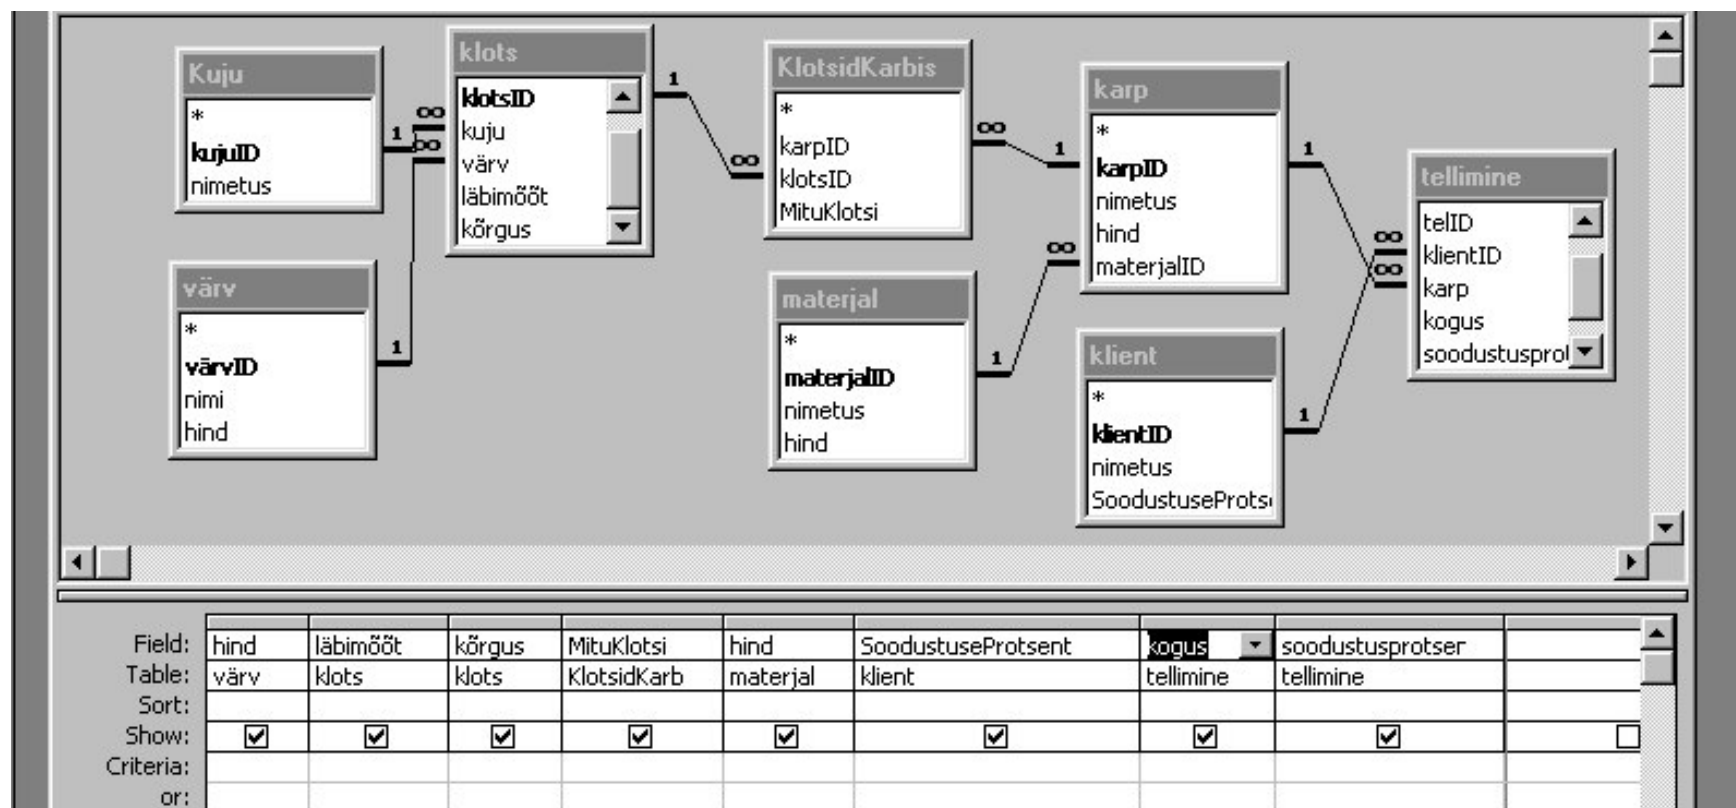 Kuju
*
kujuID
nimetus
klots
klotsID
kuju
värv
läbimõõt
kõrgus
KlotsidKarbis
*
karpID
klotsID
MituKlotsi
karp
*
karpID
nimetus
hind
materjalID
tellimine
telID
klientID
karp
kogus
soodustusprot
värv
*
värvID
nimi
hind
materjal
*
materjalID
nimetus
hind
klient
*
klientID
nimetus
SoodustuseProtse
1 ∞ ∞ 1 1 ∞ ∞ 1 ∞ 1 1 ∞ ∞ 1
Field: hind läbimõõt kõrgus MituKlotsi hind SoodustuseProtsent kogus soodustusprotser
Table: värv klots klots KlotsidKarb materjal klient tellimine tellimine
Sort:
Show:
Criteria:
or: